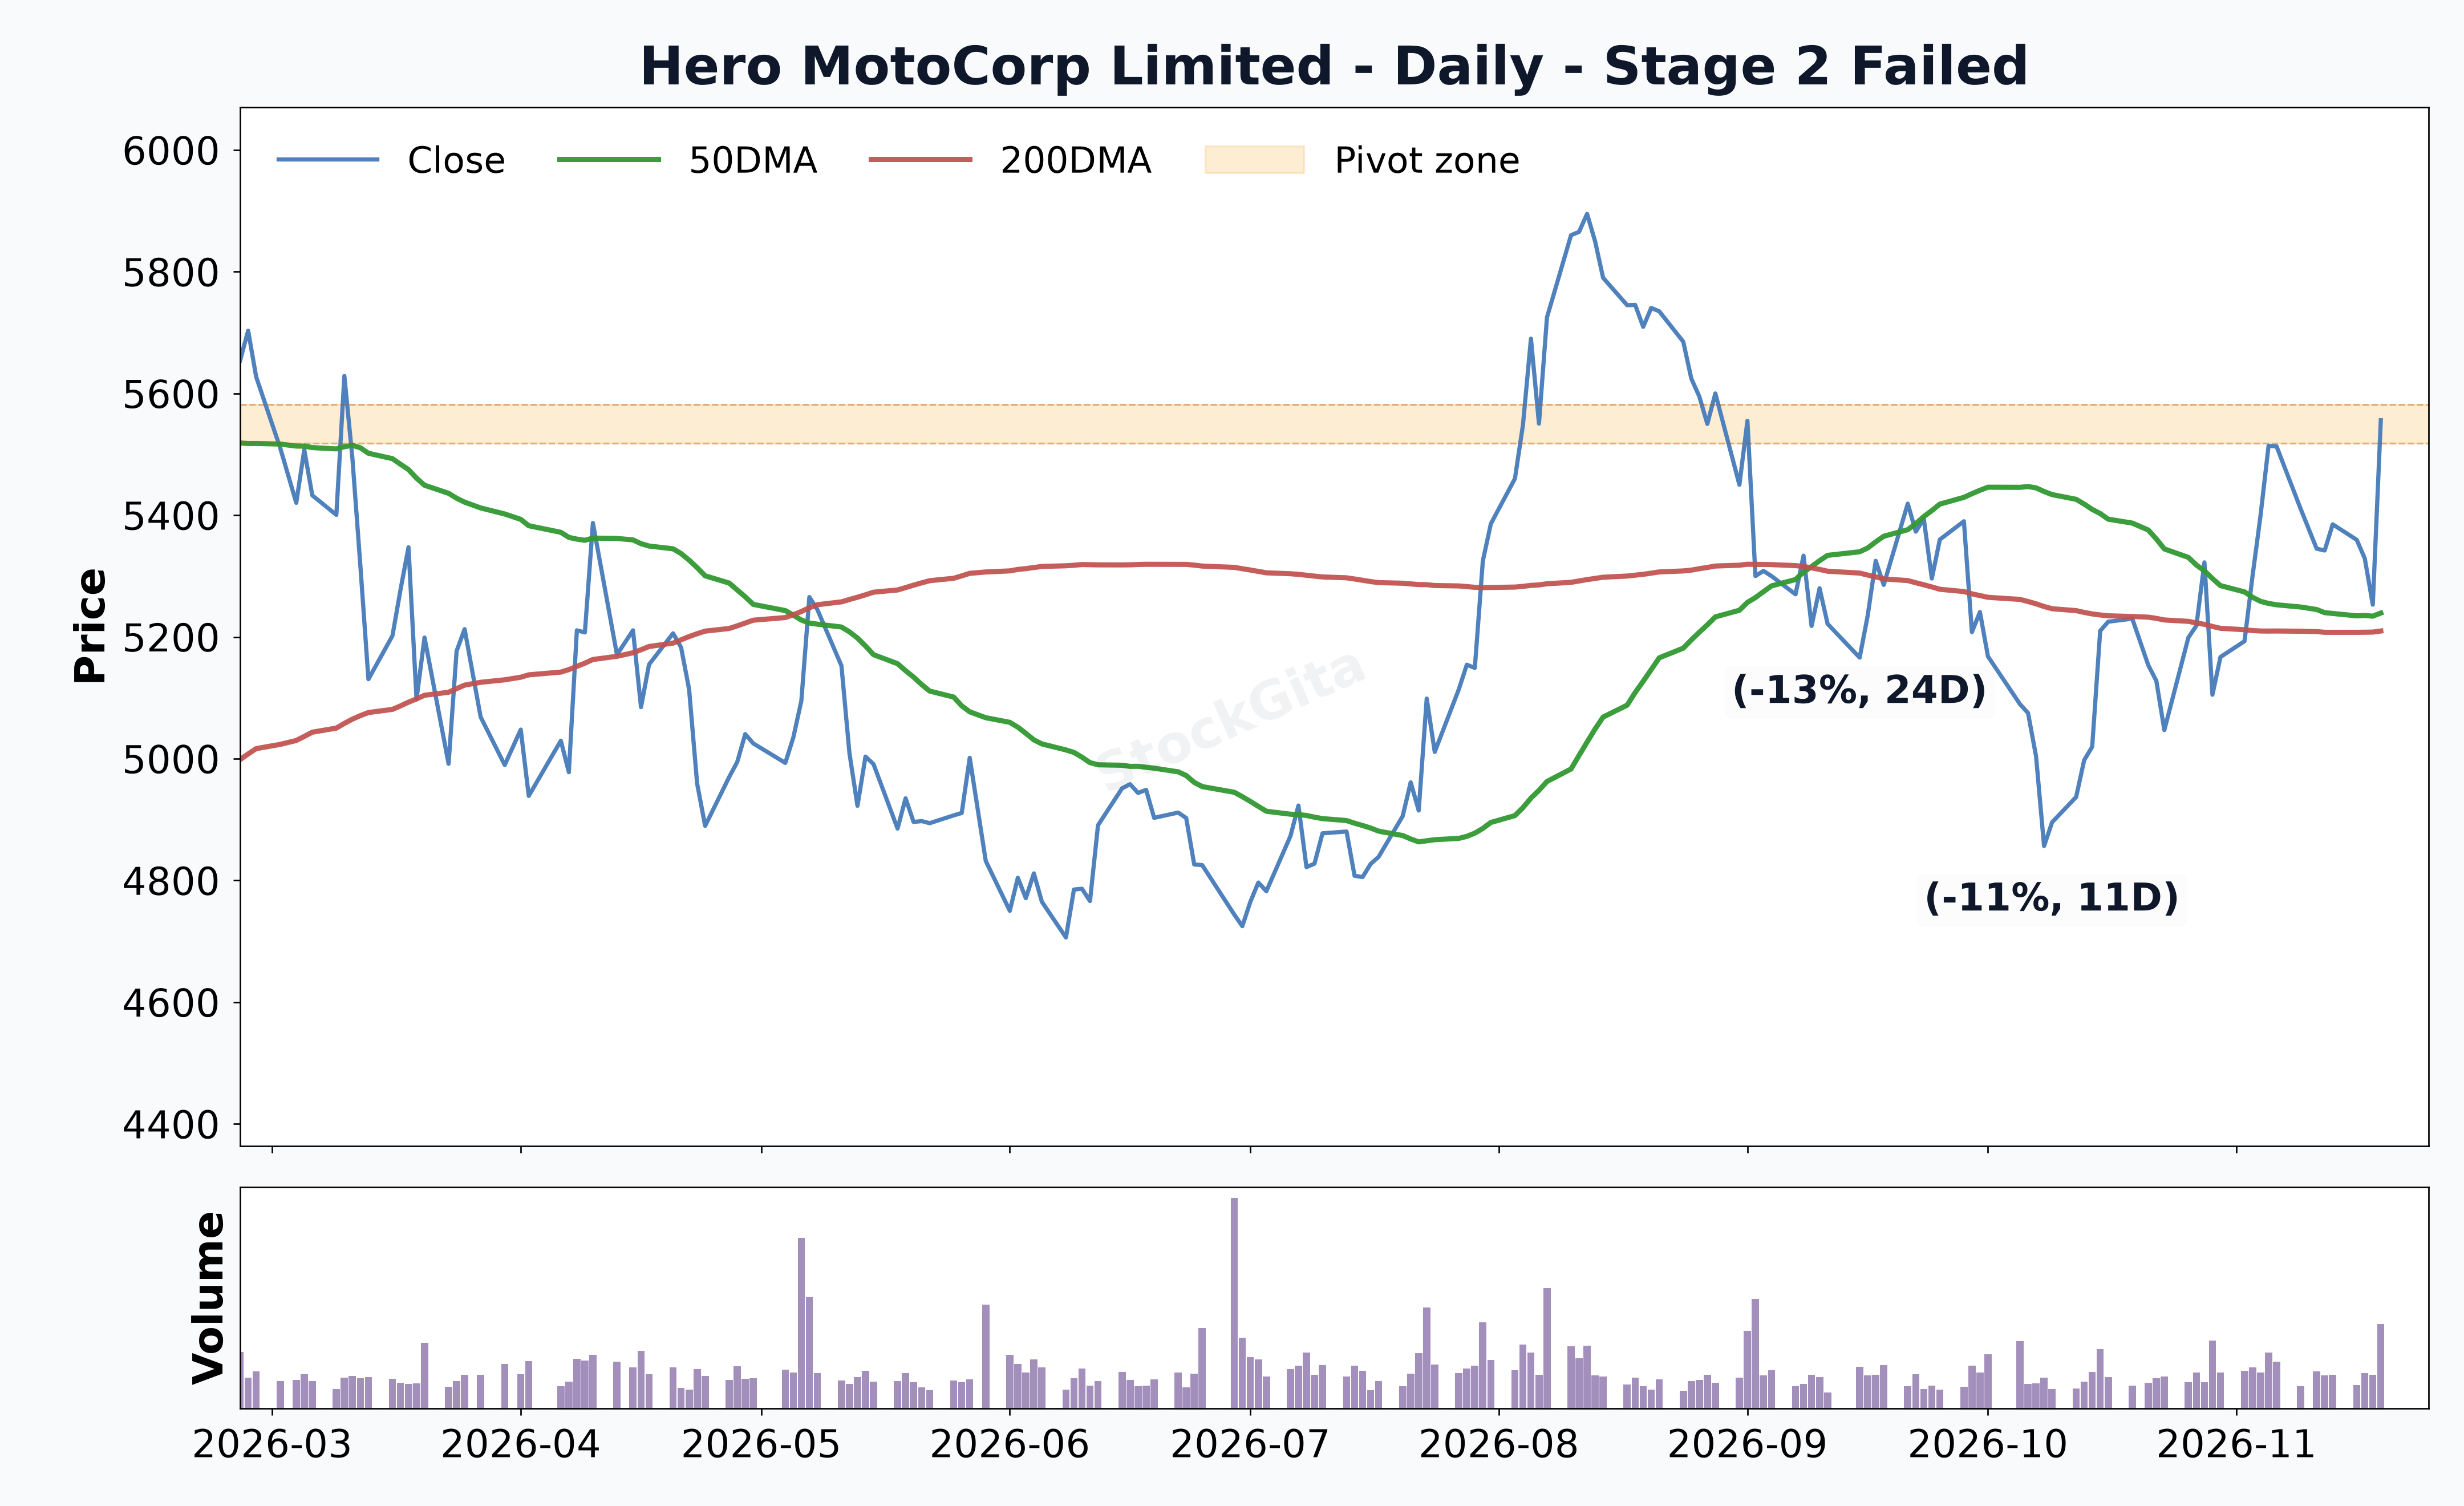 Hero MotoCorp Limited - Daily - Stage 2 Failed
Close 50DMA 200DMA Pivot zone
Price
6000
5800
5600
5400
5200
5000
4800
4600
4400
StockGita
(-13%, 24D)
(-11%, 11D)
Volume
2026-03 2026-04 2026-05 2026-06 2026-07 2026-08 2026-09 2026-10 2026-11